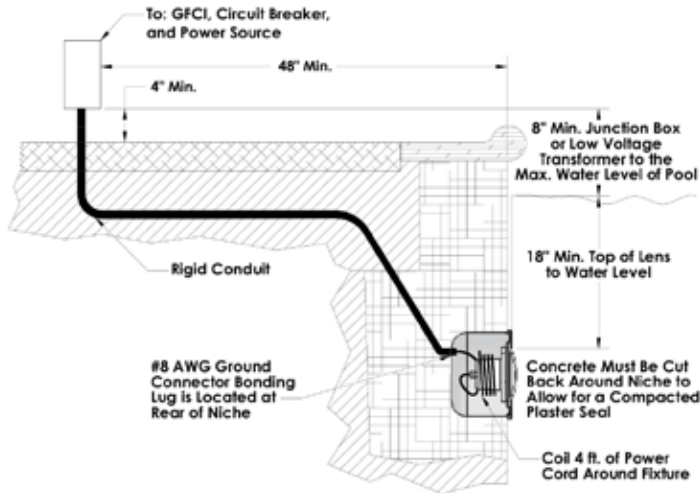 To: GFCI, Circuit Breaker,
and Power Source
48" Min.
4" Min.
8" Min. Junction Box
or Low Voltage
Transformer to the
Max. Water Level of Pool
18" Min. Top of Lens
to Water Level
Rigid Conduit
#8 AWG Ground
Connector Bonding
Lug is Located at
Rear of Niche
Concrete Must Be Cut
Back Around Niche to
Allow for a Compacted
Plaster Seal
Coil 4 ft. of Power
Cord Around Fixture